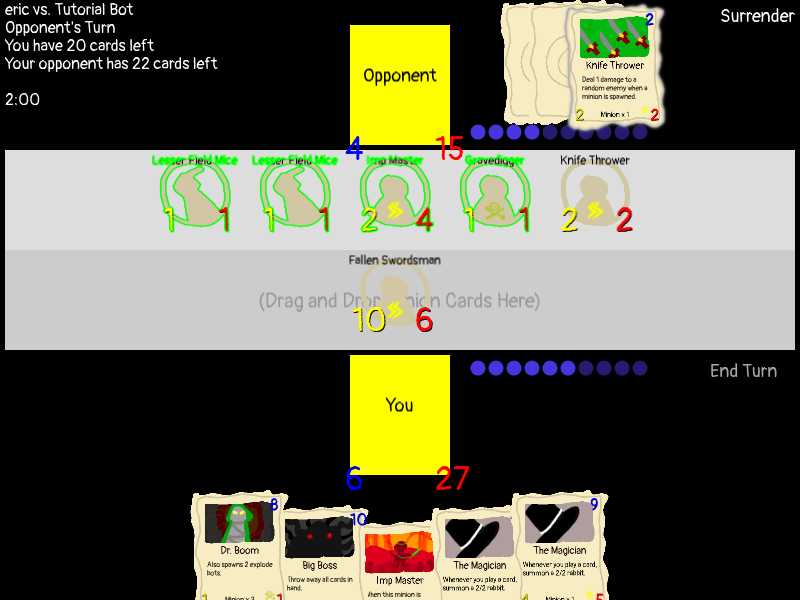 eric vs. Tutorial Bot
Opponent's Turn
You have 20 cards left
Your opponent has 22 cards left
2:00
Surrender
Opponent
4
15
2
Knife Thrower
Deal 1 damage to a
random enemy when a
minion is spawned.
2
Minion x 1
2
Lesser Field Mice
1
1
Lesser Field Mice
1
1
Imp Master
2
4
Gravedigger
1
1
Knife Thrower
2
2
Fallen Swordsman
(Drag and Drop Minion Cards Here)
10
6
You
6
27
End Turn
8
Dr. Boom
Also spawns 2 explode
bots.
Minion x 3
1
10
Big Boss
Throw away all cards in
hand.
Imp Master
When this minion is
The Magician
Whenever you play a card,
summon a 2/2 rabbit.
9
The Magician
Whenever you play a card,
summon a 2/2 rabbit.
4
Minion x 1
5